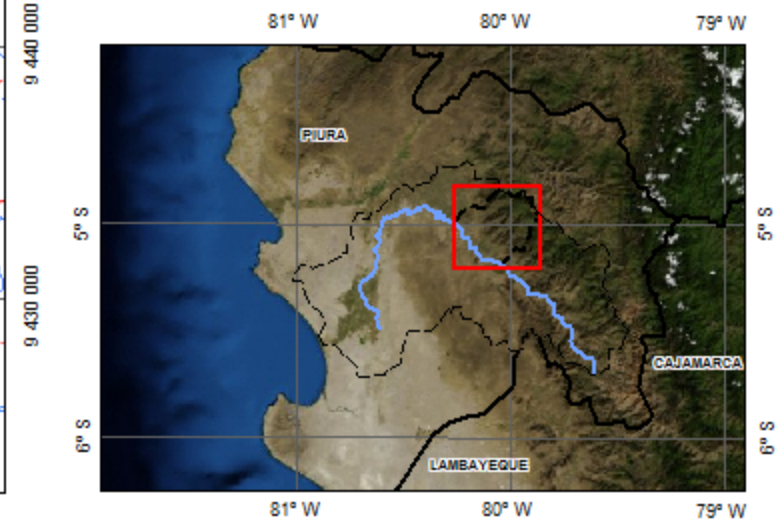 9 440 000
81° W 80° W 79° W
PIURA
5° S 5° S
9 430 000
CAJAMARCA
6° S 6° S
LAMBAYEQUE
81° W 80° W 79° W